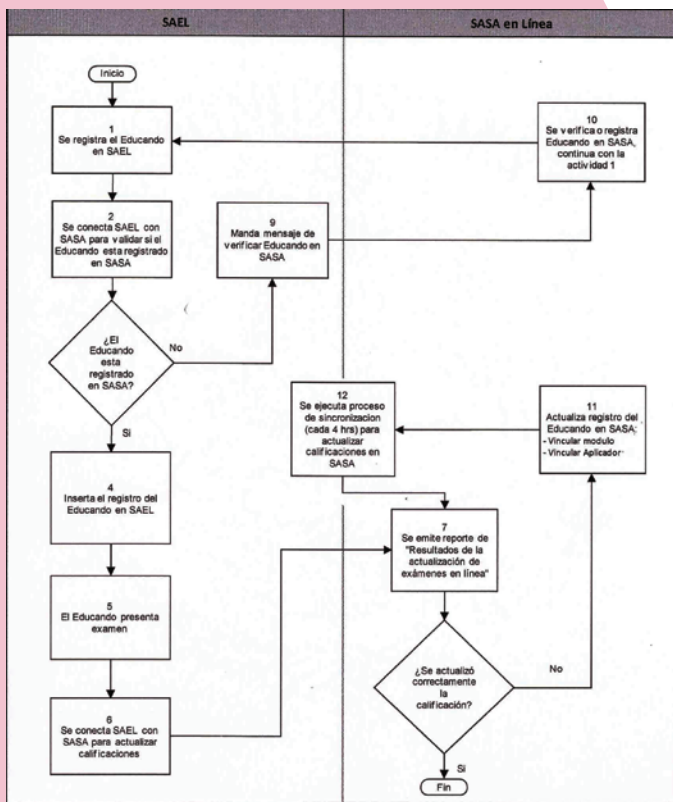 SAEL
SASA en Línea
Inicio
1
Se registra el Educando
en SAEL
10
Se verifica o registra
Educando en SASA,
continua con la
actividad 1
2
Se conecta SAEL con
SASA para validar si el
Educando esta registrado
en SASA
9
Manda mensaje de
verificar Educando en
SASA
¿El
Educando
esta
registrado
en SASA?
No
Si
12
Se ejecuta proceso
de sincronizacion
(cada 4 hrs) para
actualizar
calificaciones en
SASA
11
Actualiza registro del
Educando en SASA:
- Vincular modulo
- Vincular Aplicador
4
Inserta el registro del
Educando en SAEL
7
Se emite reporte de
"Resultados de la
actualización de
exámenes en línea"
5
El Educando presenta
examen
¿Se actualizó
correctamente
la
calificación?
No
6
Se conecta SAEL con
SASA para actualizar
calificaciones
Si
Fin